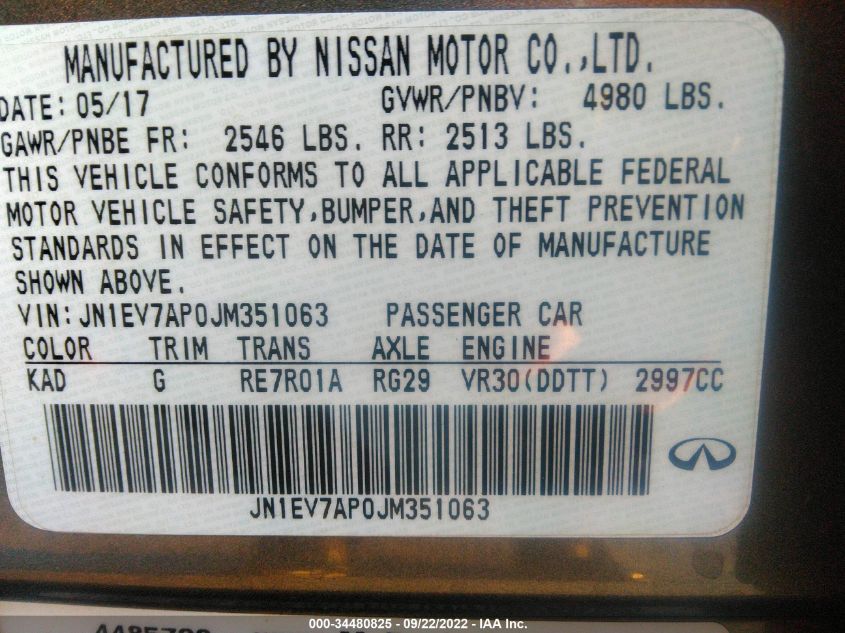 MANUFACTURED BY NISSAN MOTOR CO.,LTD.
DATE: 05/17 GVWR/PNBV: 4980 LBS.
GAWR/PNBE FR: 2546 LBS. RR: 2513 LBS.
THIS VEHICLE CONFORMS TO ALL APPLICABLE FEDERAL
MOTOR VEHICLE SAFETY,BUMPER,AND THEFT PREVENTION
STANDARDS IN EFFECT ON THE DATE OF MANUFACTURE
SHOWN ABOVE.
VIN:JN1EV7AP0JM351063 PASSENGER CAR
COLOR TRIM TRANS AXLE ENGINE
KAD G RE7R01A RG29 VR30(DDTT) 2997CC
JN1EV7AP0JM351063
000-34480825 - 09/22/2022 - IAA Inc.